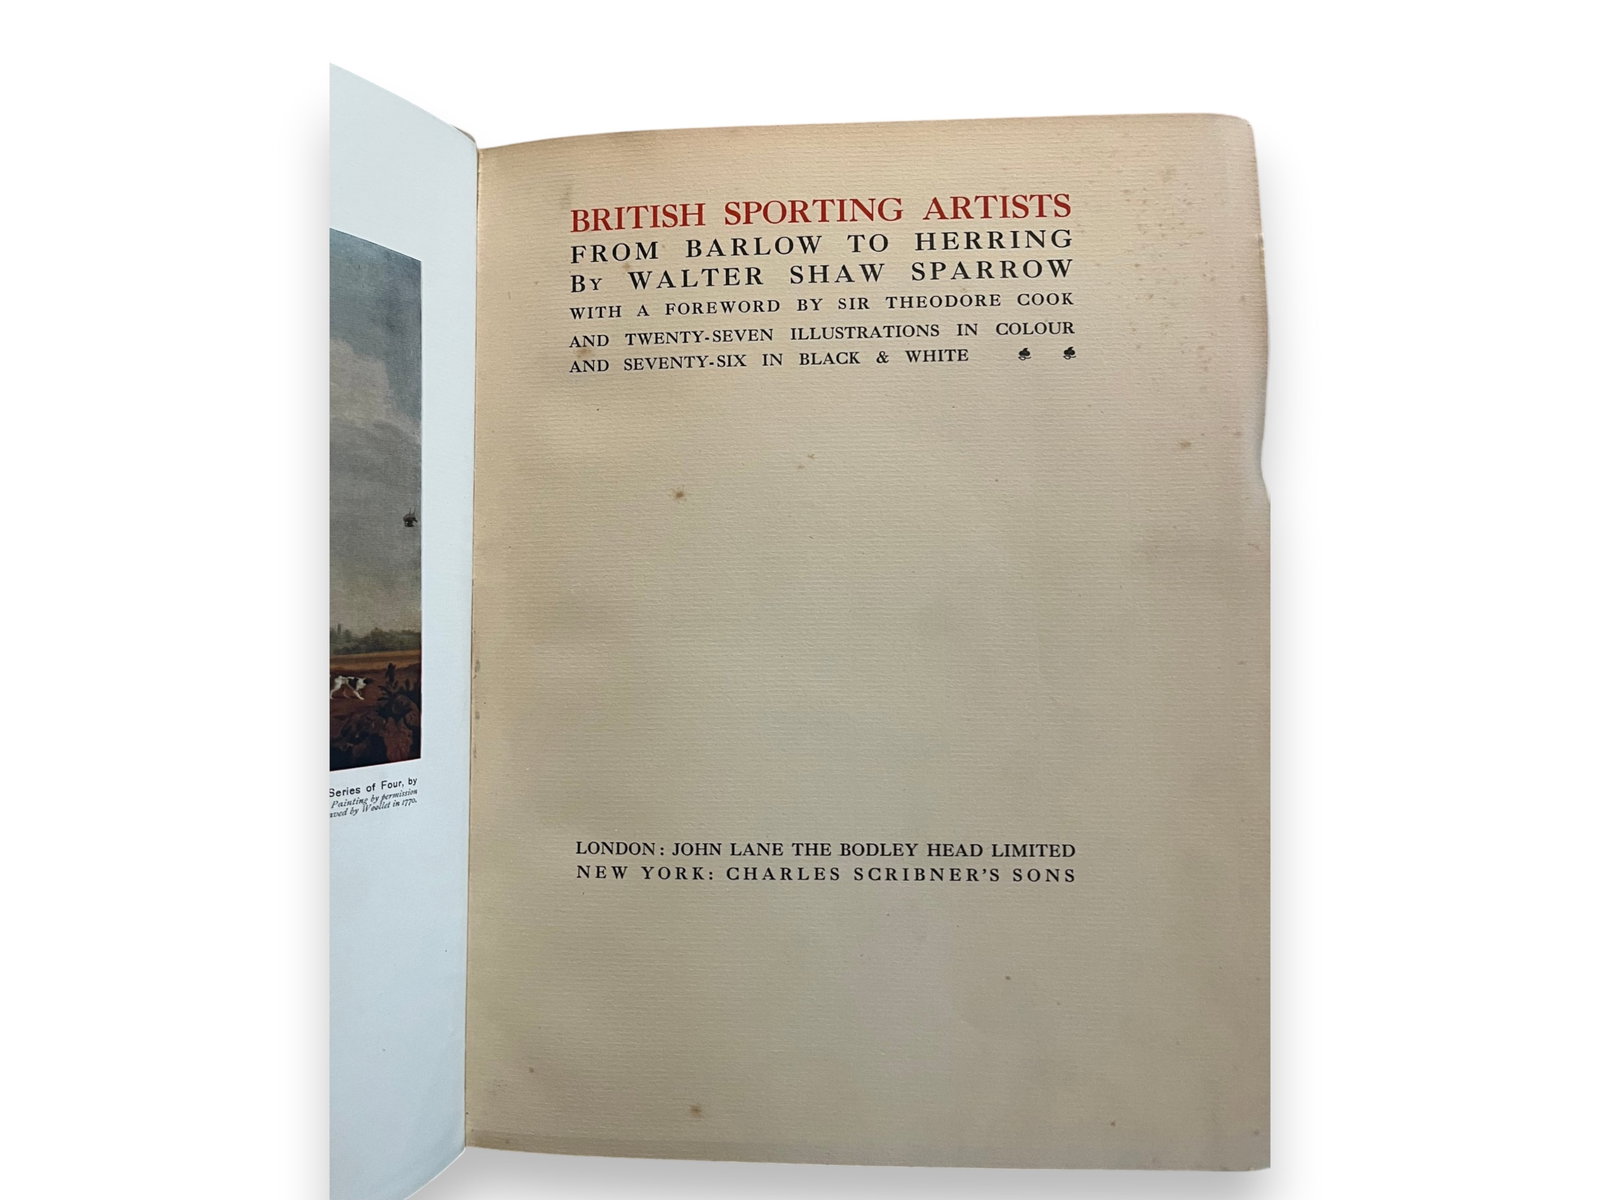 BRITISH SPORTING ARTISTS
FROM BARLOW TO HERRING
By WALTER SHAW SPARROW
WITH A FOREWORD BY SIR THEODORE COOK
AND TWENTY-SEVEN ILLUSTRATIONS IN COLOUR
AND SEVENTY-SIX IN BLACK & WHITE
LONDON: JOHN LANE THE BODLEY HEAD LIMITED
NEW YORK: CHARLES SCRIBNER'S SONS
Series of Four, by
Painting by permission
by Woollet in 1770.